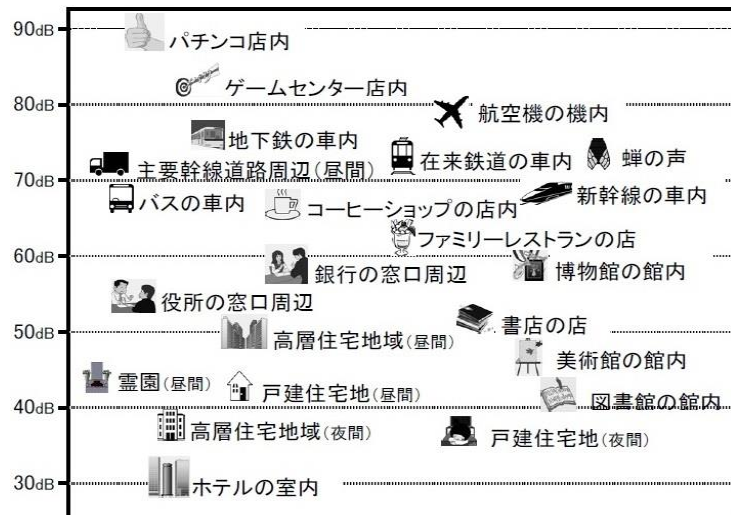 90dB
パチンコ店内
ゲームセンター店内
80dB
航空機の機内
地下鉄の車内
主要幹線道路周辺(昼間)
在来鉄道の車内
蝉の声
70dB
バスの車内
コーヒーショップの店内
新幹線の車内
ファミリーレストランの店
60dB
銀行の窓口周辺
博物館の館内
役所の窓口周辺
50dB
高層住宅地域(昼間)
書店の店
美術館の館内
霊園(昼間)
戸建住宅地(昼間)
図書館の館内
40dB
高層住宅地域(夜間)
戸建住宅地(夜間)
30dB
ホテルの室内